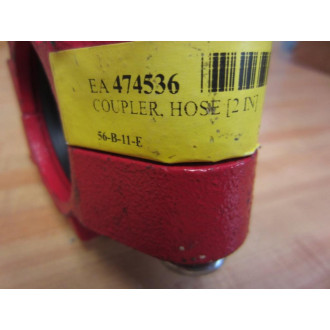 EA 474536
COUPLER, HOSE [2 IN]
56-B-11-E